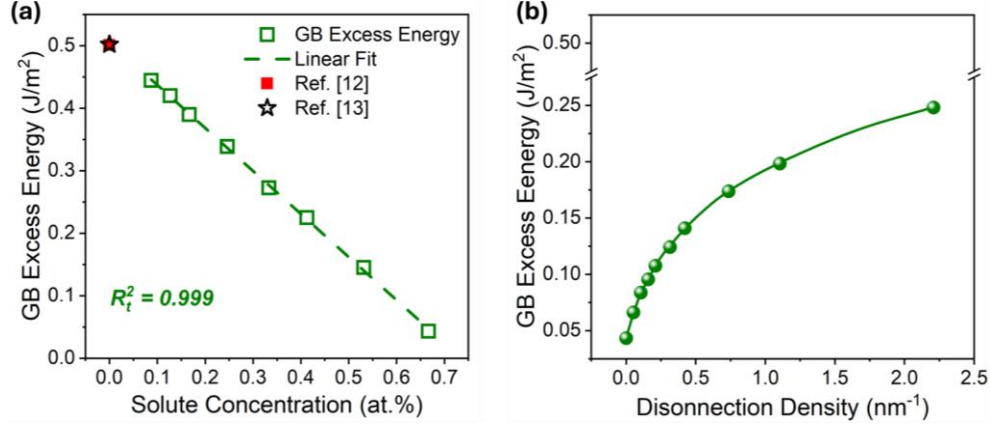 (a)
GB Excess Energy (J/m²)
0.5
0.4
0.3
0.2
0.1
0.0
GB Excess Energy
Linear Fit
Ref. [12]
Ref. [13]
R²t = 0.999
0.0 0.1 0.2 0.3 0.4 0.5 0.6 0.7
Solute Concentration (at.%)
(b)
GB Excess Eenergy (J/m²)
0.50
0.25
0.20
0.15
0.10
0.05
0.0 0.5 1.0 1.5 2.0 2.5
Disonnection Density (nm⁻¹)